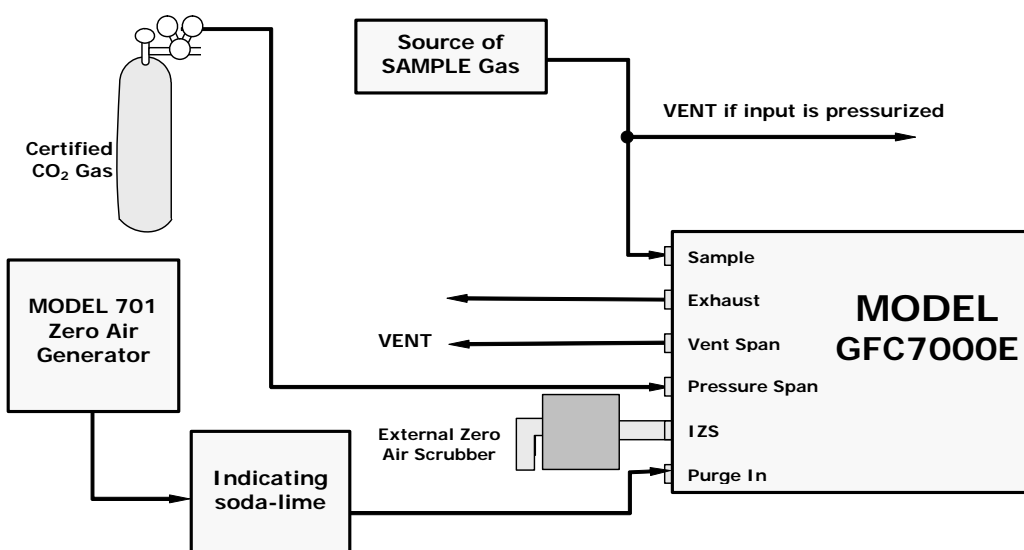 Source of
SAMPLE Gas
VENT if input is pressurized
Certified
CO₂ Gas
MODEL 701
Zero Air
Generator
Sample
Exhaust
VENT
Vent Span
Pressure Span
MODEL
GFC7000E
External Zero
Air Scrubber
IZS
Purge In
Indicating
soda-lime